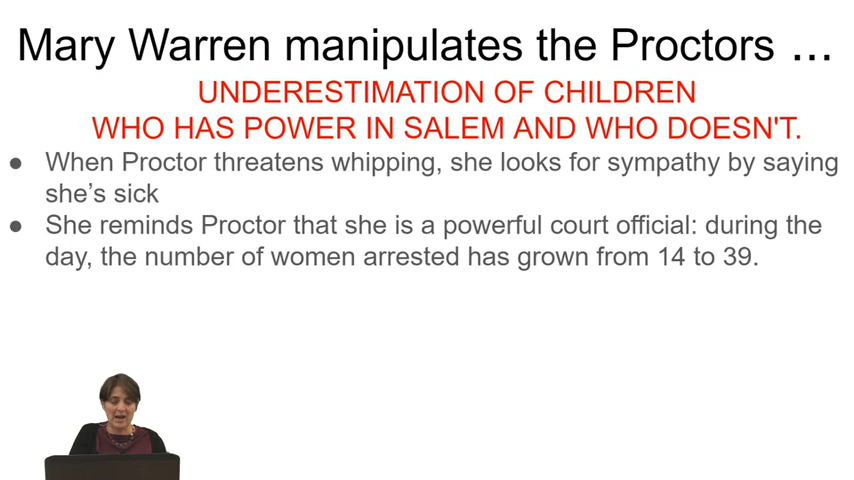 Mary Warren manipulates the Proctors ...
UNDERESTIMATION OF CHILDREN
WHO HAS POWER IN SALEM AND WHO DOESN'T.
● When Proctor threatens whipping, she looks for sympathy by saying
she’s sick
● She reminds Proctor that she is a powerful court official: during the
day, the number of women arrested has grown from 14 to 39.